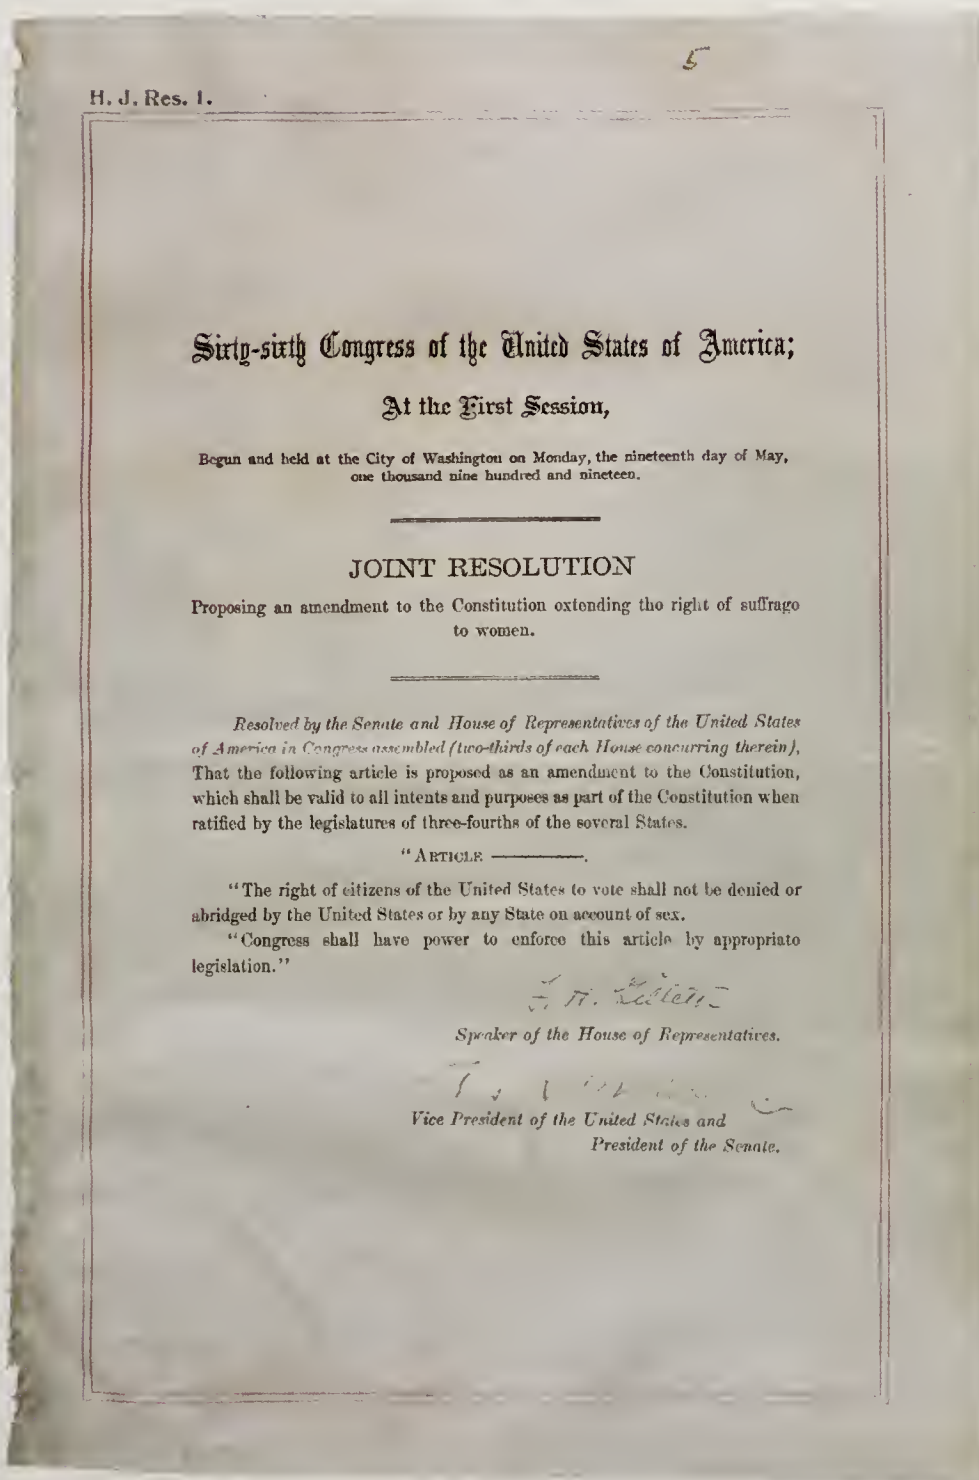 5
H. J. Res. 1.
Sixty-sixth Congress of the United States of America;
At the First Session,
Begun and held at the City of Washington on Monday, the nineteenth day of May,
one thousand nine hundred and nineteen.
JOINT RESOLUTION
Proposing an amendment to the Constitution extending the right of suffrage
to women.
Resolved by the Senate and House of Representatives of the United States
of America in Congress assembled (two-thirds of each House concurring therein),
That the following article is proposed as an amendment to the Constitution,
which shall be valid to all intents and purposes as part of the Constitution when
ratified by the legislatures of three-fourths of the several States.
"ARTICLE ————.
"The right of citizens of the United States to vote shall not be denied or
abridged by the United States or by any State on account of sex.
"Congress shall have power to enforce this article by appropriate
legislation."
F. H. Gillett
Speaker of the House of Representatives.
Vice President of the United States and
President of the Senate.